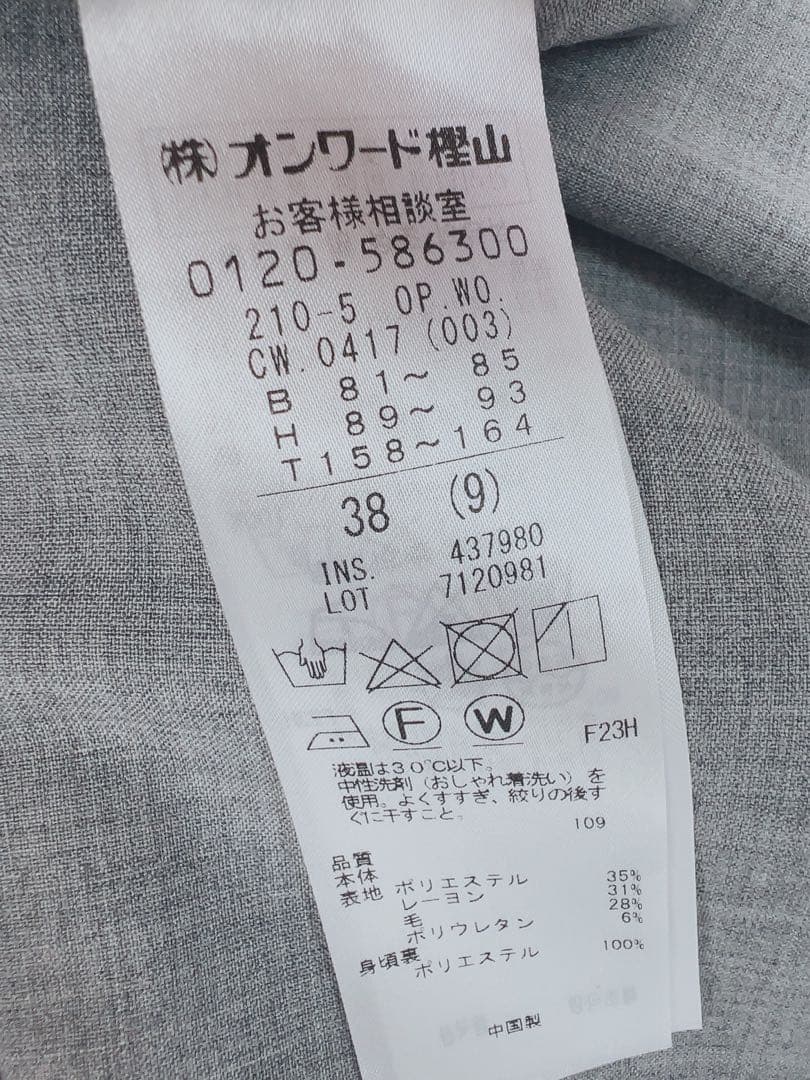 ㈱オンワード樫山
お客様相談室
0120-586300
210-5 OP.WO.
CW.0417 (003)
B 81～ 85
H 89～ 93
T 158～164
38 (9)
INS. 437980
LOT 7120981
F W
F23H
液温は30℃以下。
中性洗剤（おしゃれ着洗い）を
使用。よくすすぎ、絞りの後す
ぐに干すこと。
109
品質
本体
表地 ポリエステル 35%
レーヨン 31%
毛 28%
ポリウレタン 6%
身頃裏 ポリエステル 100%
中国製